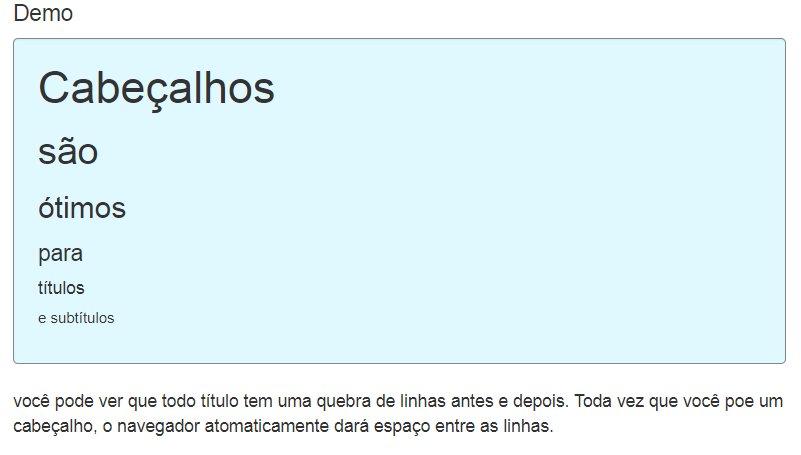 Demo
Cabeçalhos
são
ótimos
para
títulos
e subtítulos
você pode ver que todo título tem uma quebra de linhas antes e depois. Toda vez que você poe um
cabeçalho, o navegador atomaticamente dará espaço entre as linhas.